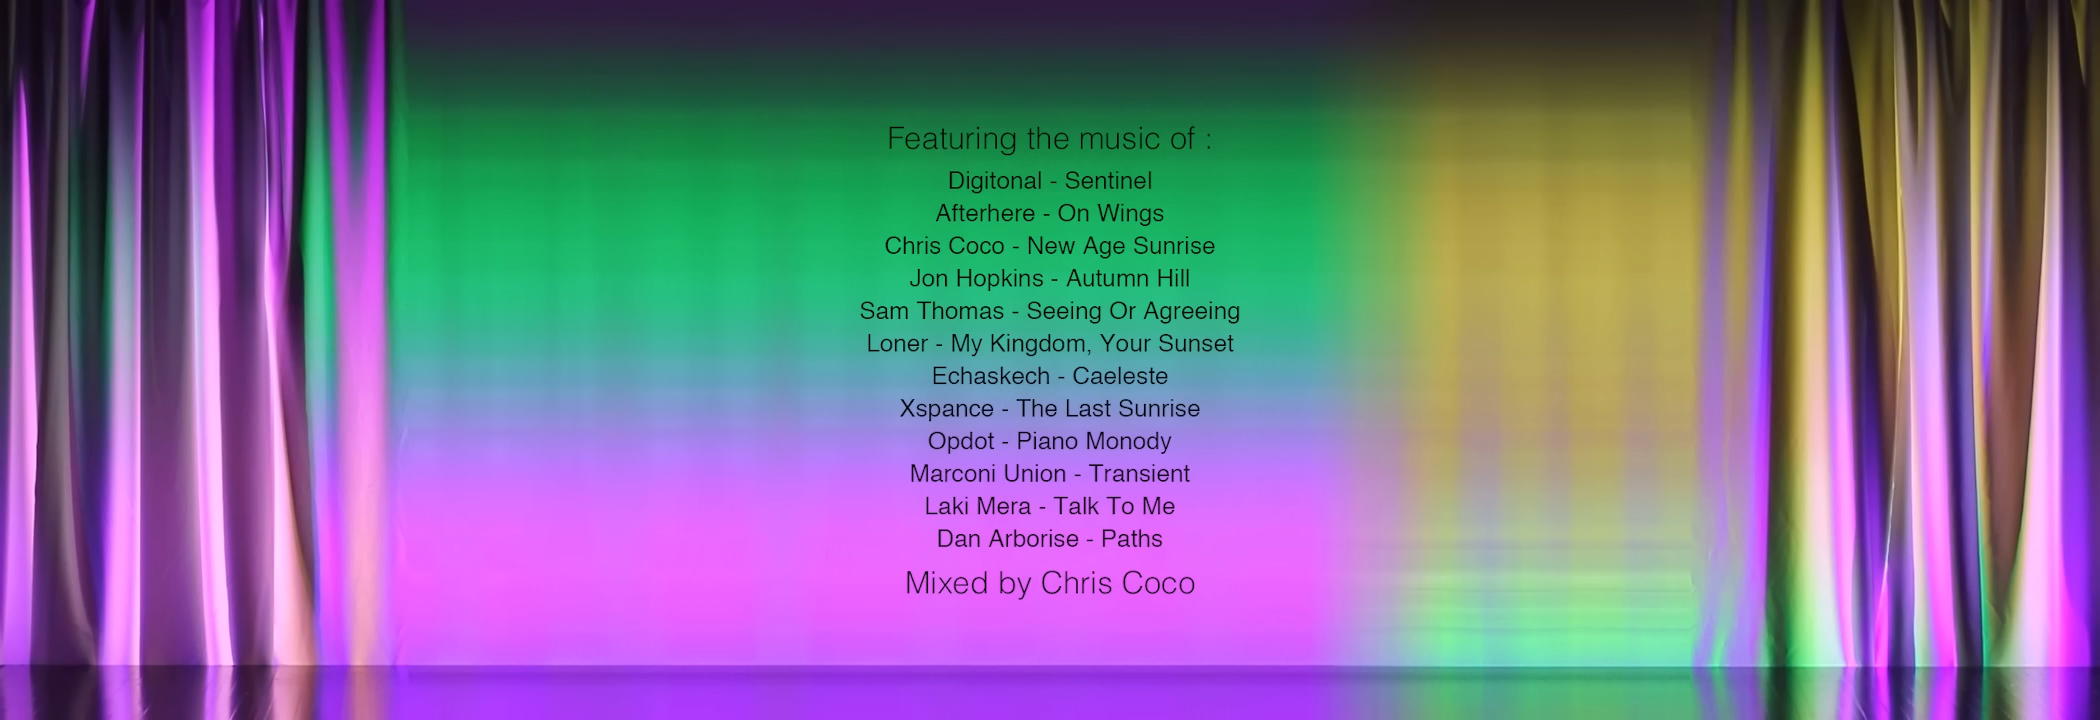 Featuring the music of :
Digitonal - Sentinel
Afterhere - On Wings
Chris Coco - New Age Sunrise
Jon Hopkins - Autumn Hill
Sam Thomas - Seeing Or Agreeing
Loner - My Kingdom, Your Sunset
Echaskech - Caeleste
Xspance - The Last Sunrise
Opdot - Piano Monody
Marconi Union - Transient
Laki Mera - Talk To Me
Dan Arborise - Paths
Mixed by Chris Coco